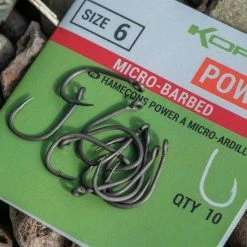 SIZE 6
KOR
POW
MICRO-BARBED
HAMEÇONS POWER A MICRO-ARDILL
QTY 10